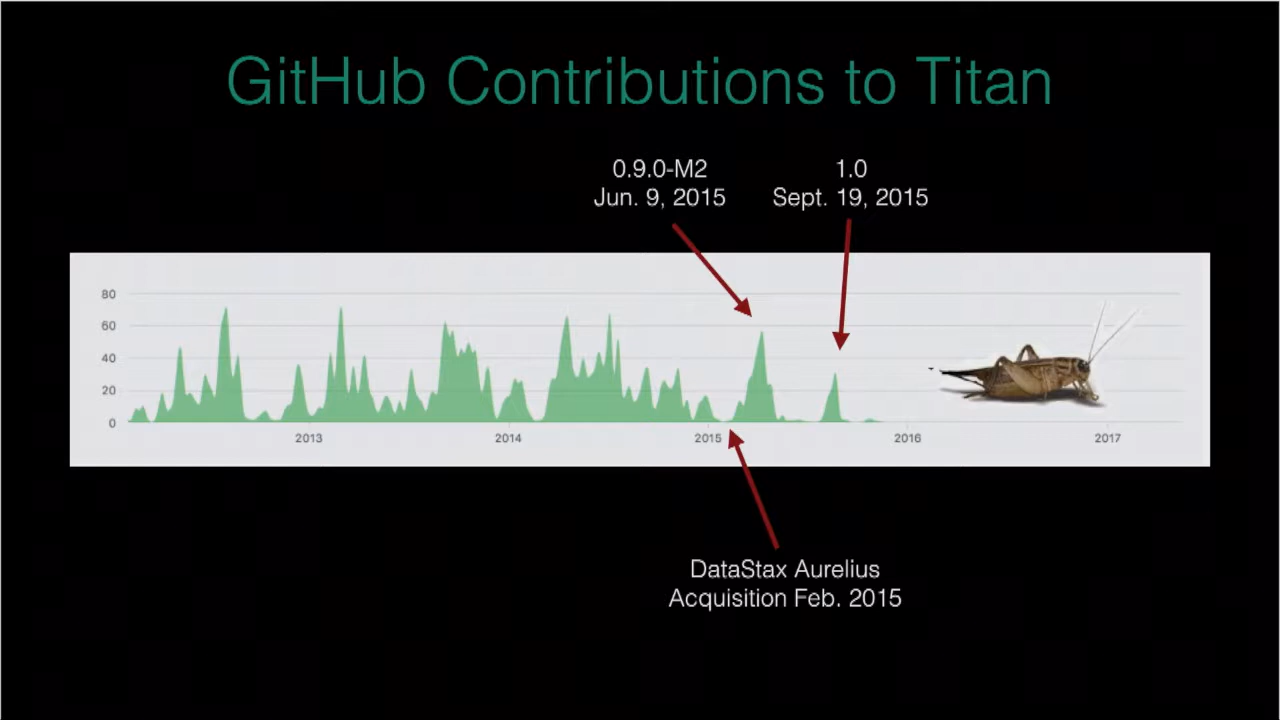 GitHub Contributions to Titan
0.9.0-M2
Jun. 9, 2015
1.0
Sept. 19, 2015
80
60
40
20
0
2013
2014
2015
2016
2017
DataStax Aurelius
Acquisition Feb. 2015